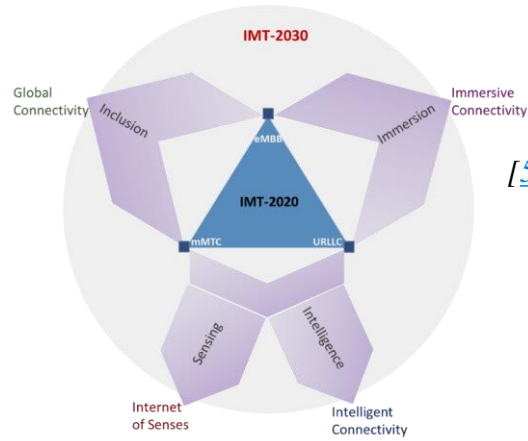 IMT-2030
Global
Connectivity
Inclusion
Immersion
Immersive
Connectivity
eMBB
[5
IMT-2020
mMTC
URLLC
Sensing
Intelligence
Internet
of Senses
Intelligent
Connectivity